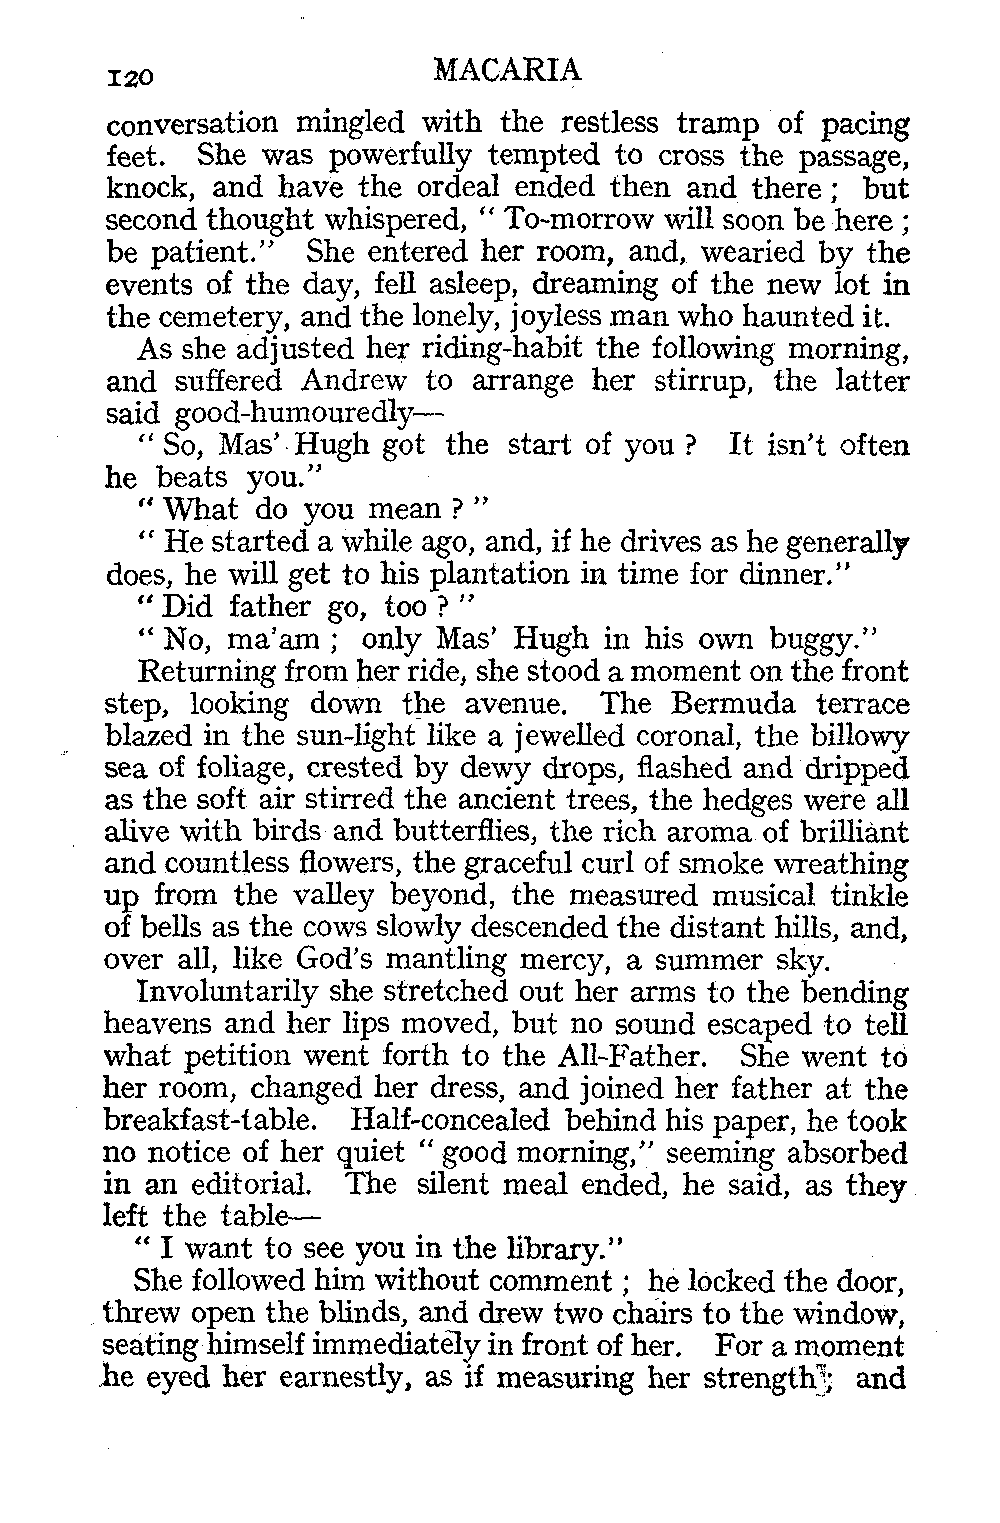 120 MACARIA
conversation mingled with the restless tramp of pacing
feet. She was powerfully tempted to cross the passage,
knock, and have the ordeal ended then and there ; but
second thought whispered, “ To-morrow will soon be here ;
be patient.” She entered her room, and, wearied by the
events of the day, fell asleep, dreaming of the new lot in
the cemetery, and the lonely, joyless man who haunted it.
As she adjusted her riding-habit the following morning,
and suffered Andrew to arrange her stirrup, the latter
said good-humouredly—
“ So, Mas’ Hugh got the start of you ? It isn’t often
he beats you.”
“ What do you mean ? ”
“ He started a while ago, and, if he drives as he generally
does, he will get to his plantation in time for dinner.”
“ Did father go, too ? ”
“ No, ma’am ; only Mas’ Hugh in his own buggy.”
Returning from her ride, she stood a moment on the front
step, looking down the avenue. The Bermuda terrace
blazed in the sun-light like a jewelled coronal, the billowy
sea of foliage, crested by dewy drops, flashed and dripped
as the soft air stirred the ancient trees, the hedges were all
alive with birds and butterflies, the rich aroma of brilliant
and countless flowers, the graceful curl of smoke wreathing
up from the valley beyond, the measured musical tinkle
of bells as the cows slowly descended the distant hills, and,
over all, like God’s mantling mercy, a summer sky.
Involuntarily she stretched out her arms to the bending
heavens and her lips moved, but no sound escaped to tell
what petition went forth to the All-Father. She went to
her room, changed her dress, and joined her father at the
breakfast-table. Half-concealed behind his paper, he took
no notice of her quiet “ good morning,” seeming absorbed
in an editorial. The silent meal ended, he said, as they
left the table—
“ I want to see you in the library.”
She followed him without comment ; he locked the door,
threw open the blinds, and drew two chairs to the window,
seating himself immediately in front of her. For a moment
he eyed her earnestly, as if measuring her strength ; and